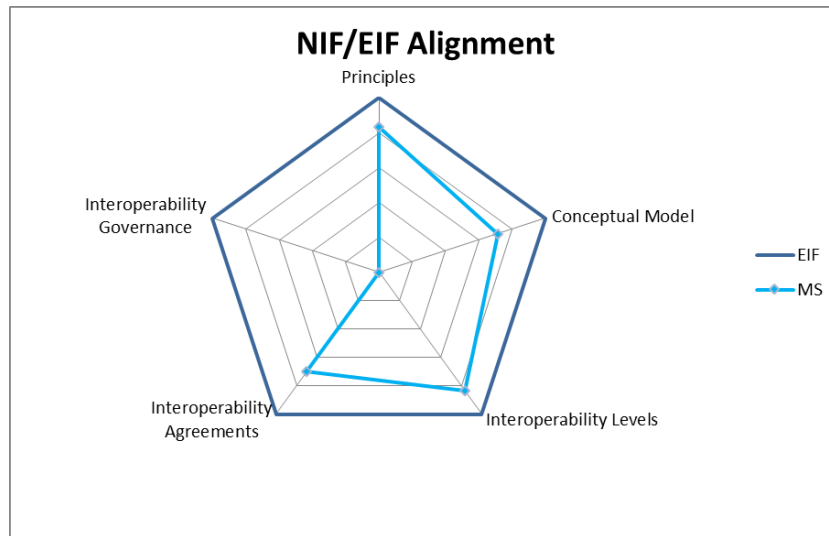 NIF/EIF Alignment
Principles
Interoperability
Governance
Conceptual Model
EIF
MS
Interoperability
Agreements
Interoperability Levels